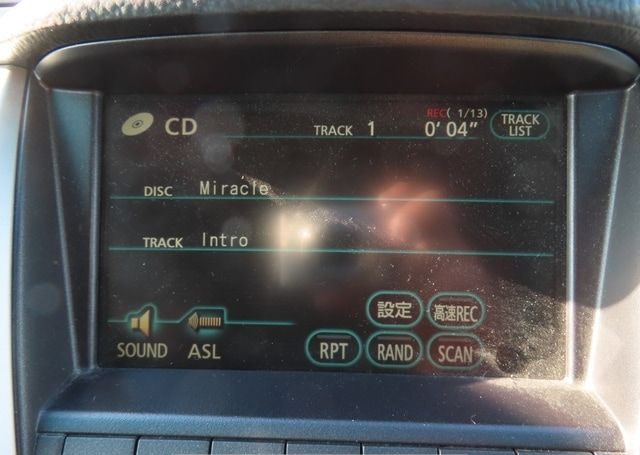 REC( 1/13)
CD TRACK 1 0' 04" TRACK LIST
DISC Miracle
TRACK Intro
設定 高速REC
SOUND ASL RPT RAND SCAN